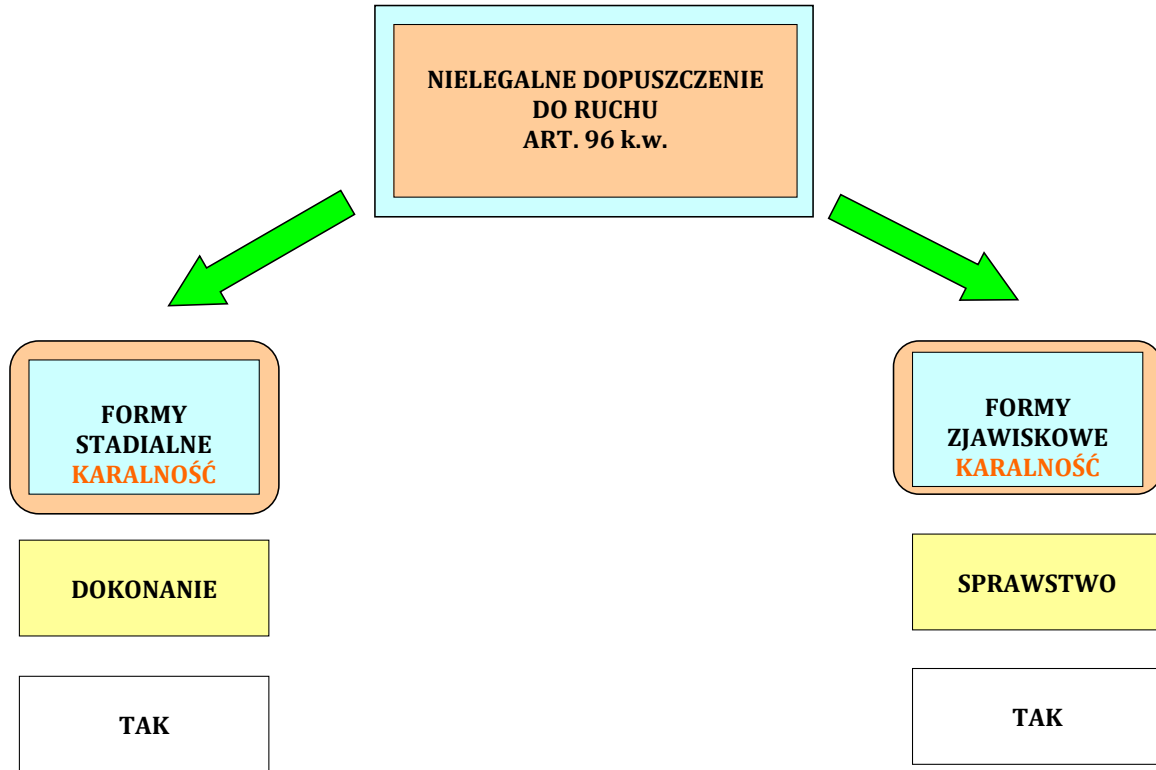 NIELEGALNE DOPUSZCZENIE
DO RUCHU
ART. 96 k.w.
FORMY
STADIALNE
KARALNOŚĆ
DOKONANIE
TAK
FORMY
ZJAWISKOWE
KARALNOŚĆ
SPRAWSTWO
TAK